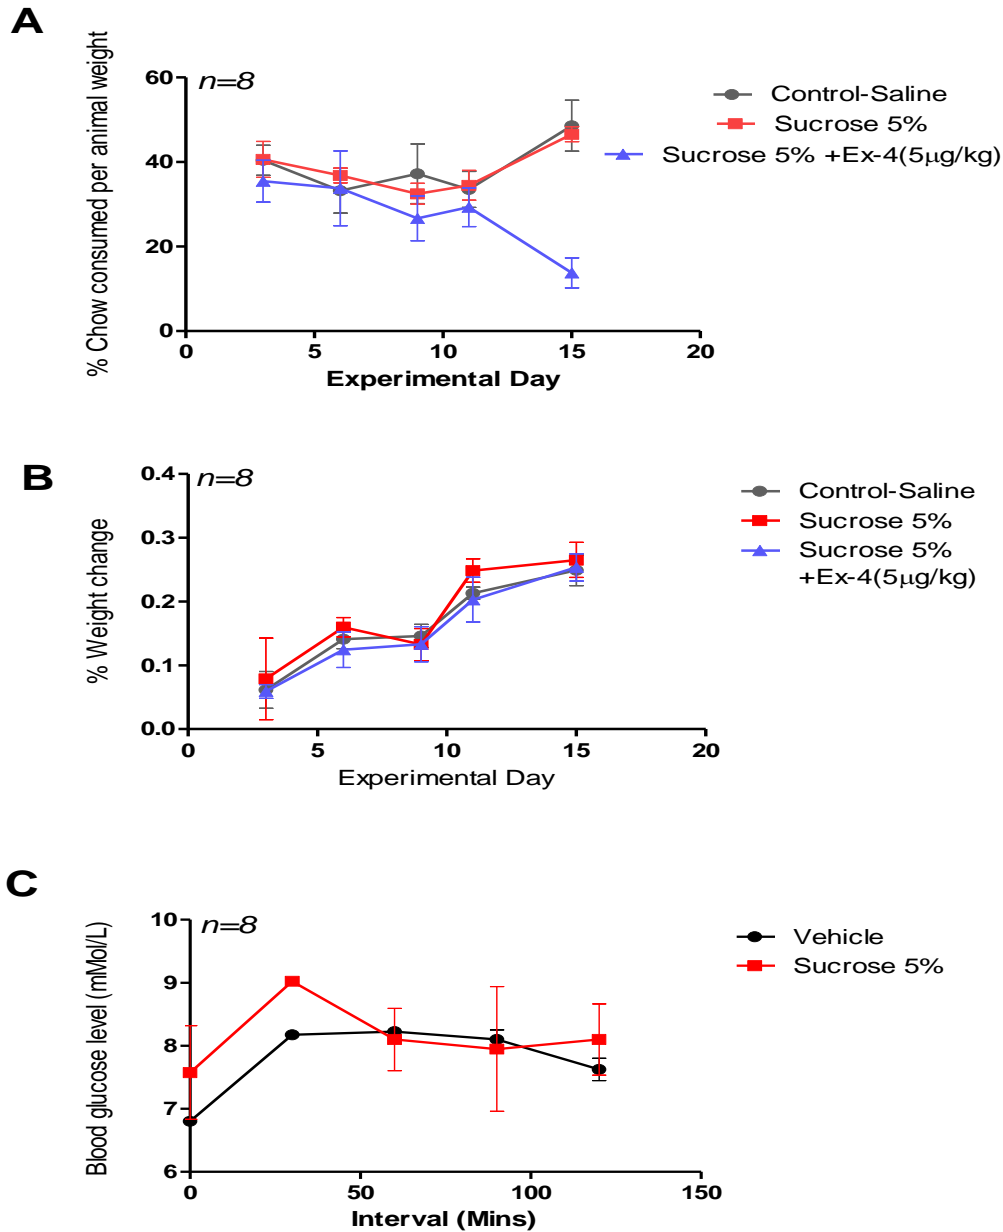 A
% Chow consumed per animal weight
n=8
60
40
20
0
0 5 10 15 20
Experimental Day
Control-Saline
Sucrose 5%
Sucrose 5% +Ex-4(5μg/kg)
B
% Weight change
n=8
0.4
0.3
0.2
0.1
0.0
0 5 10 15 20
Experimental Day
Control-Saline
Sucrose 5%
Sucrose 5%
+Ex-4(5μg/kg)
C
Blood glucose level (mMol/L)
n=8
10
9
8
7
6
0 50 100 150
Interval (Mins)
Vehicle
Sucrose 5%